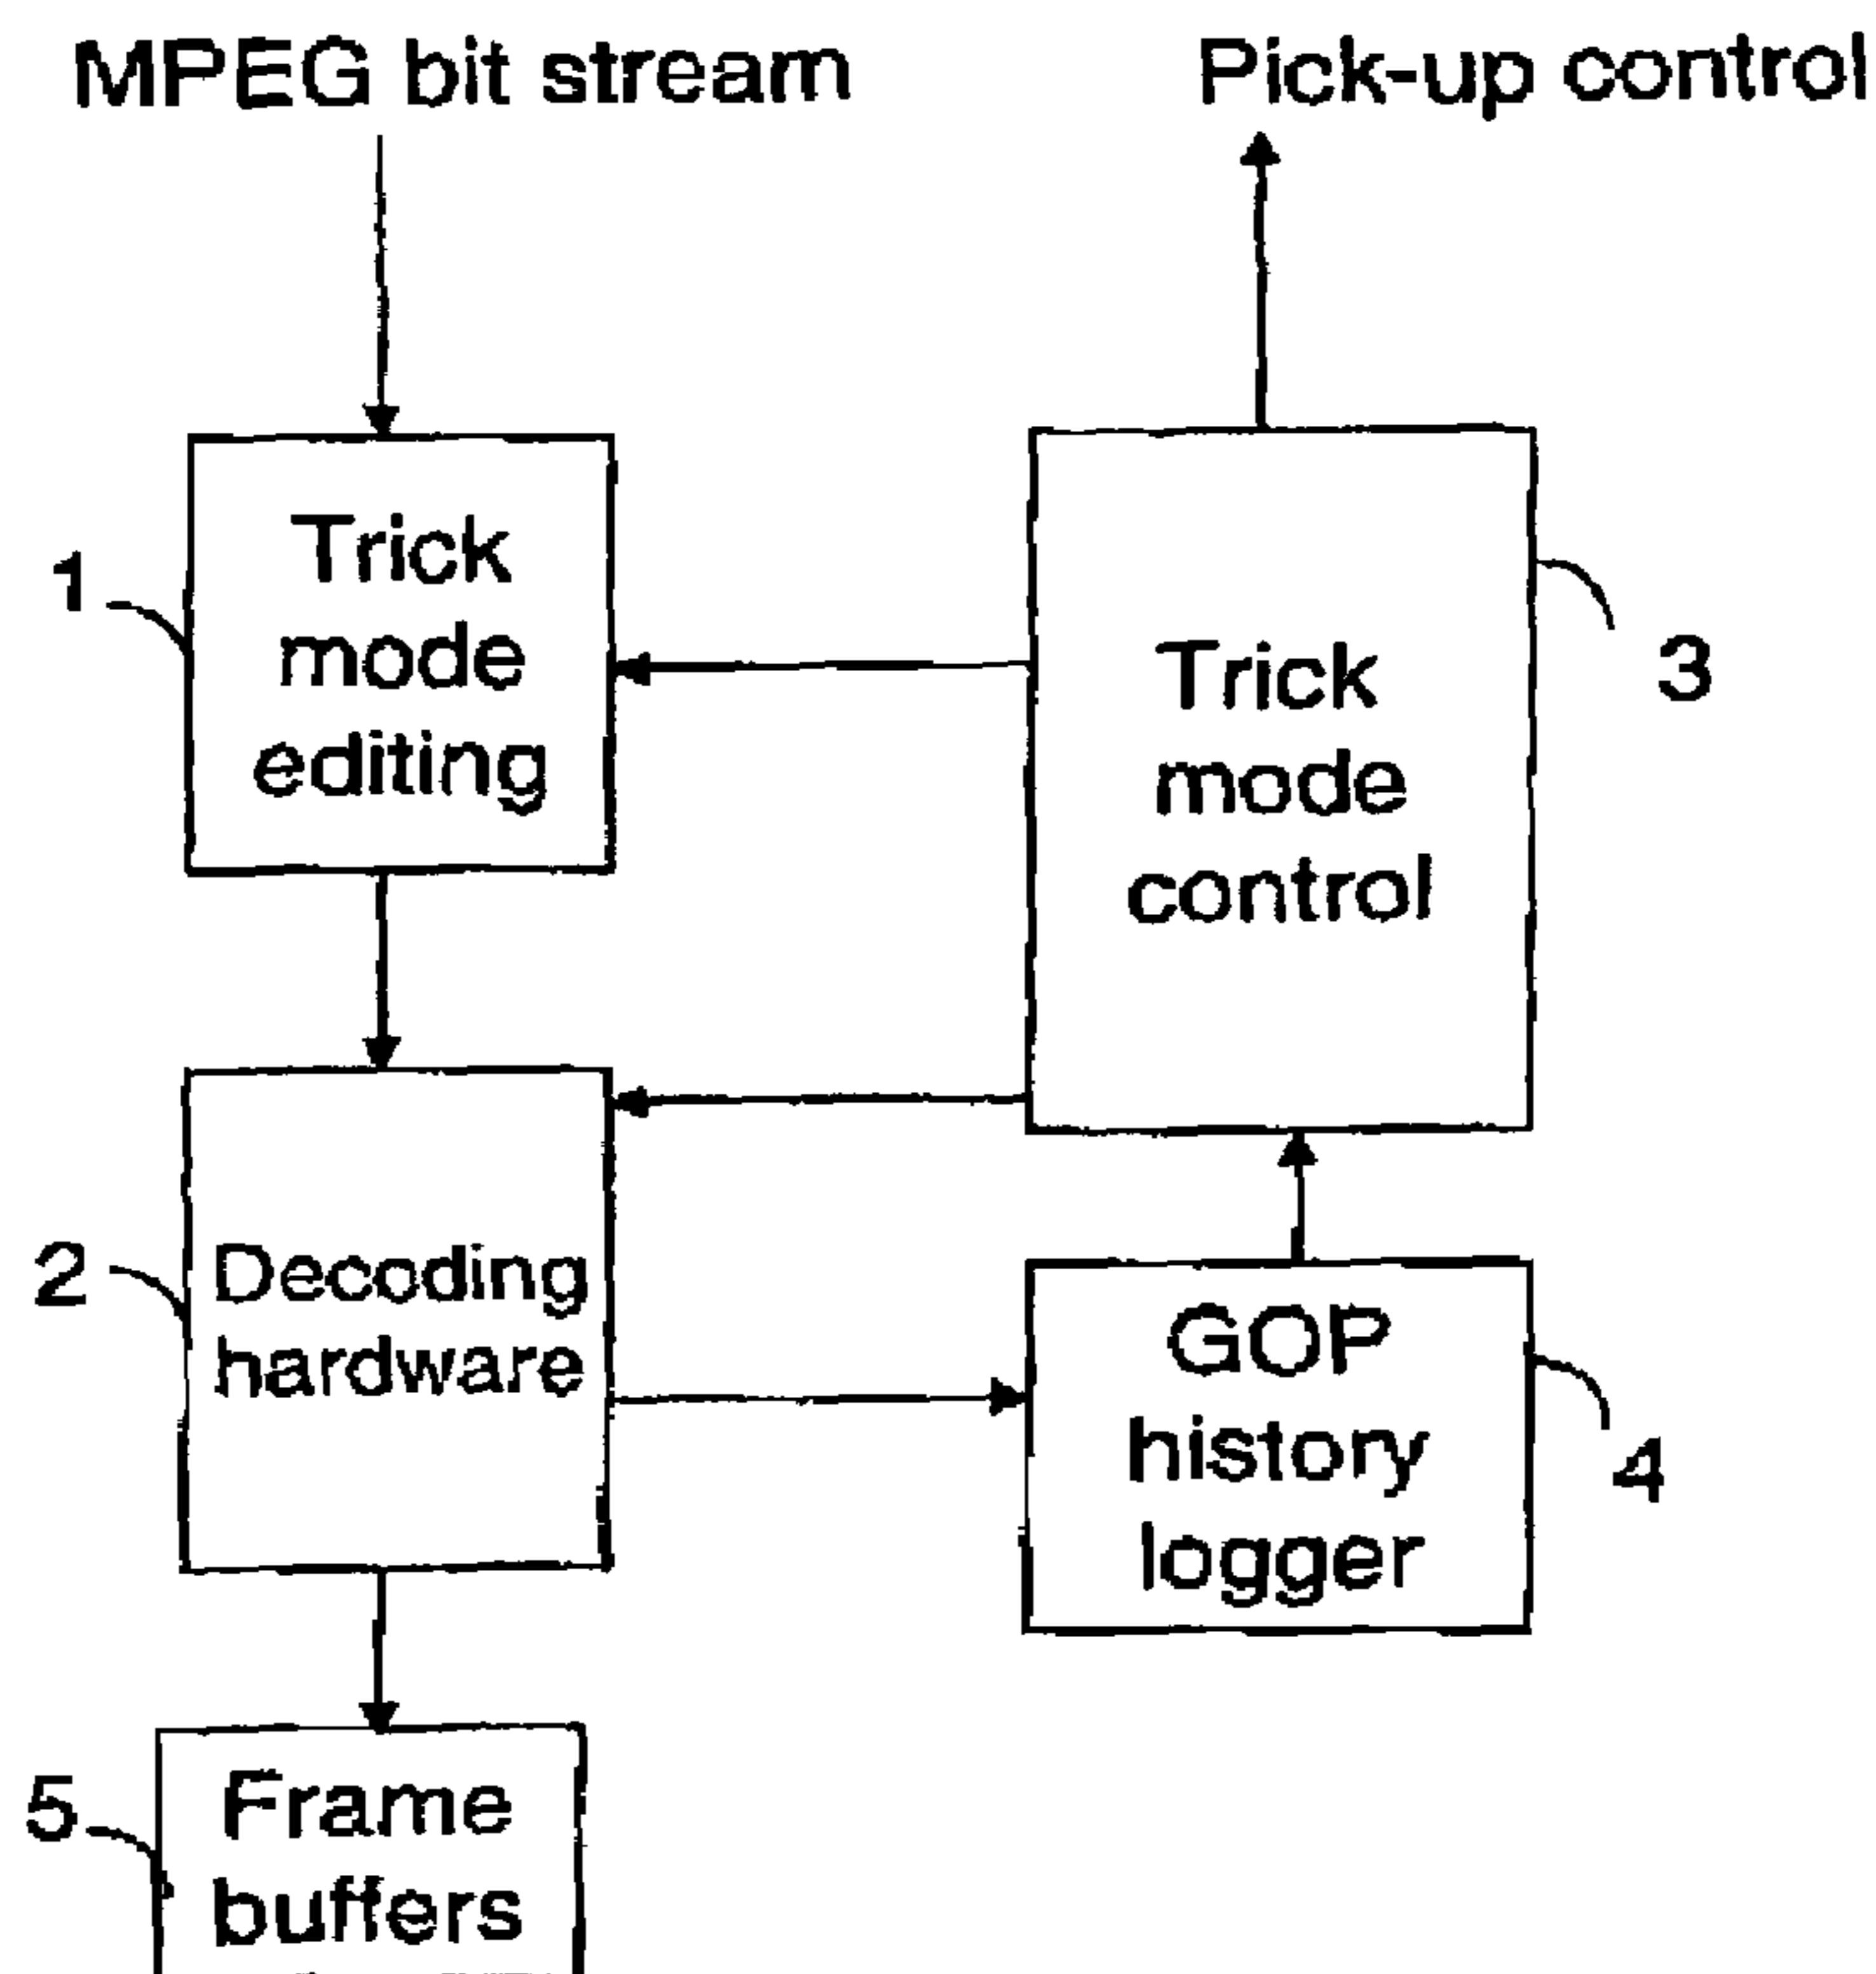 MPEG bit stream
Pick-up control
1
Trick
mode
editing
Trick
mode
control
3
2
Decoding
hardware
GOP
history
logger
4
5
Frame
buffers